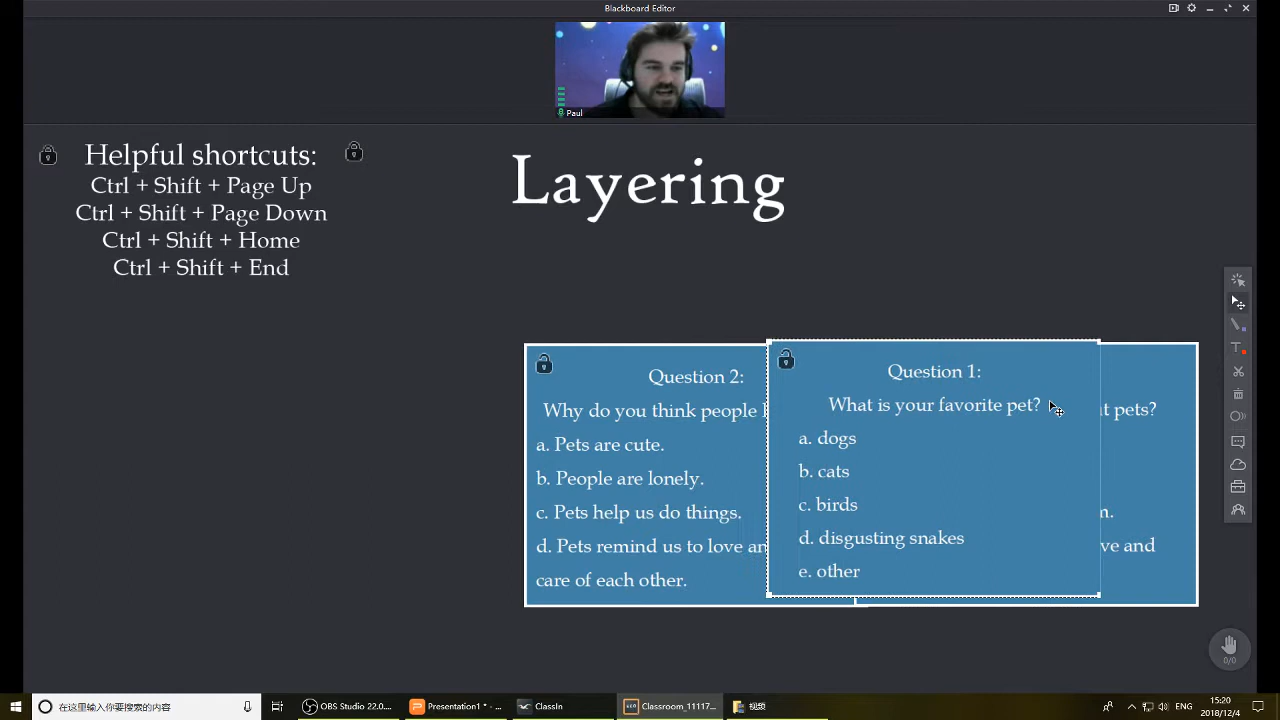 Blackboard Editor
Paul
Helpful shortcuts:
Ctrl + Shift + Page Up
Ctrl + Shift + Page Down
Ctrl + Shift + Home
Ctrl + Shift + End
Layering
Question 2:
Why do you think people
a. Pets are cute.
b. People are lonely.
c. Pets help us do things.
d. Pets remind us to love an
care of each other.
Question 1:
What is your favorite pet?
a. dogs
b. cats
c. birds
d. disgusting snakes
e. other
t pets?
m.
ve and
0/0
在这里输入你要搜索的内容
OBS Studio 22.0....
Presentation1 * - ...
ClassIn
Classroom_11117...
视频
ENG
15:20
2018/12/4